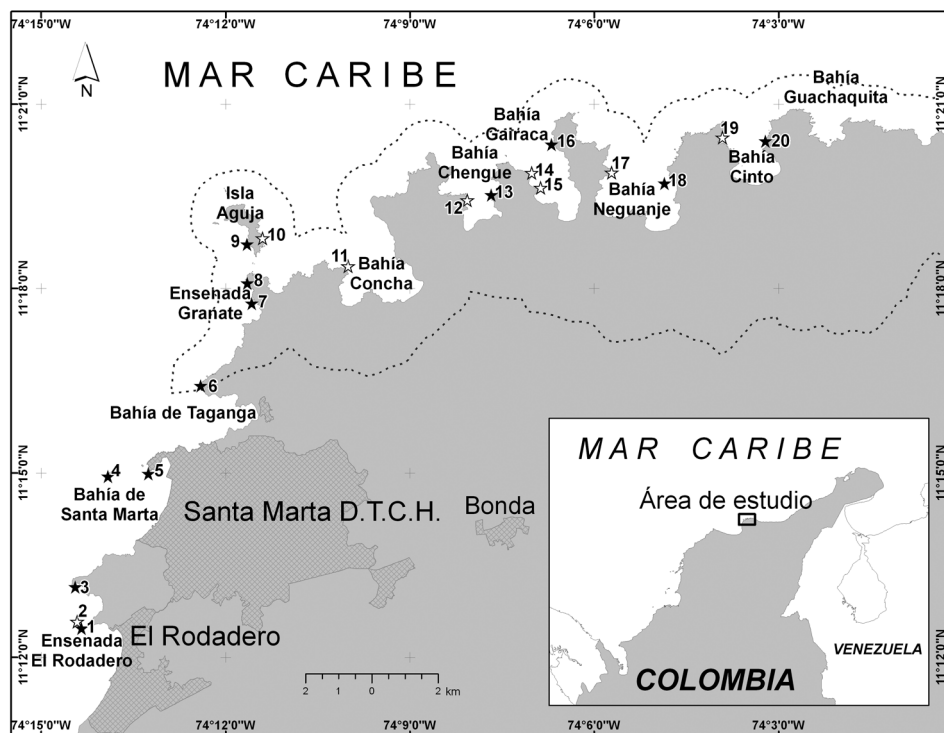 74°15'0"W
74°12'0"W
74°9'0"W
74°6'0"W
74°3'0"W
N
MAR CARIBE
11°21'0"N
11°21'0"N
Bahía
Guachaquita
Bahía
Gairaca
16
19
20
Bahía
Cinto
Bahía
Chengue
14
15
17
18
Bahía
Neguanje
12
13
Isla
Aguja
9
10
11
Bahía
Concha
11°18'0"N
11°18'0"N
8
Ensenada
Granate
7
6
Bahía de Taganga
11°15'0"N
11°15'0"N
4
5
Bahía de
Santa Marta
Santa Marta D.T.C.H.
Bonda
3
2
1
Ensenada
El Rodadero
El Rodadero
11°12'0"N
11°12'0"N
2 1 0 2 km
MAR CARIBE
Área de estudio
VENEZUELA
COLOMBIA
74°15'0"W
74°12'0"W
74°9'0"W
74°6'0"W
74°3'0"W